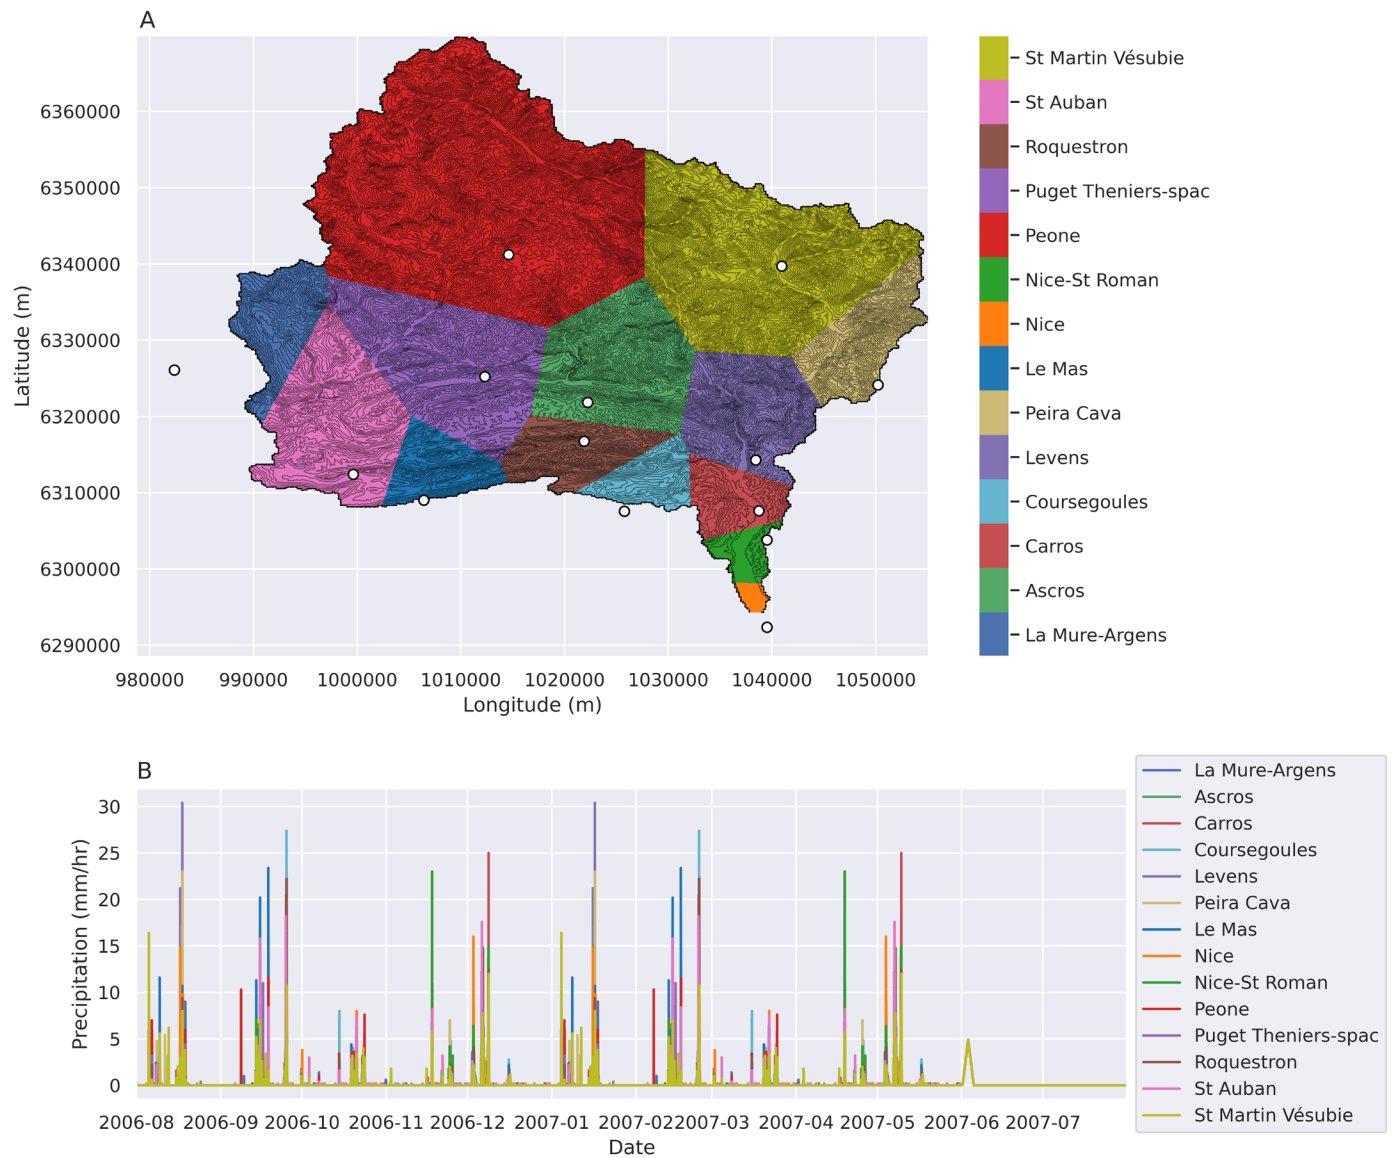 A
6360000
6350000
6340000
6330000
6320000
6310000
6300000
6290000
Latitude (m)
980000 990000 1000000 1010000 1020000 1030000 1040000 1050000
Longitude (m)
St Martin Vésubie
St Auban
Roquestron
Puget Theniers-spac
Peone
Nice-St Roman
Nice
Le Mas
Peira Cava
Levens
Coursegoules
Carros
Ascros
La Mure-Argens
B
30
25
20
15
10
5
0
Precipitation (mm/hr)
2006-08 2006-09 2006-10 2006-11 2006-12 2007-01 2007-02 2007-03 2007-04 2007-05 2007-06 2007-07
Date
La Mure-Argens
Ascros
Carros
Coursegoules
Levens
Peira Cava
Le Mas
Nice
Nice-St Roman
Peone
Puget Theniers-spac
Roquestron
St Auban
St Martin Vésubie